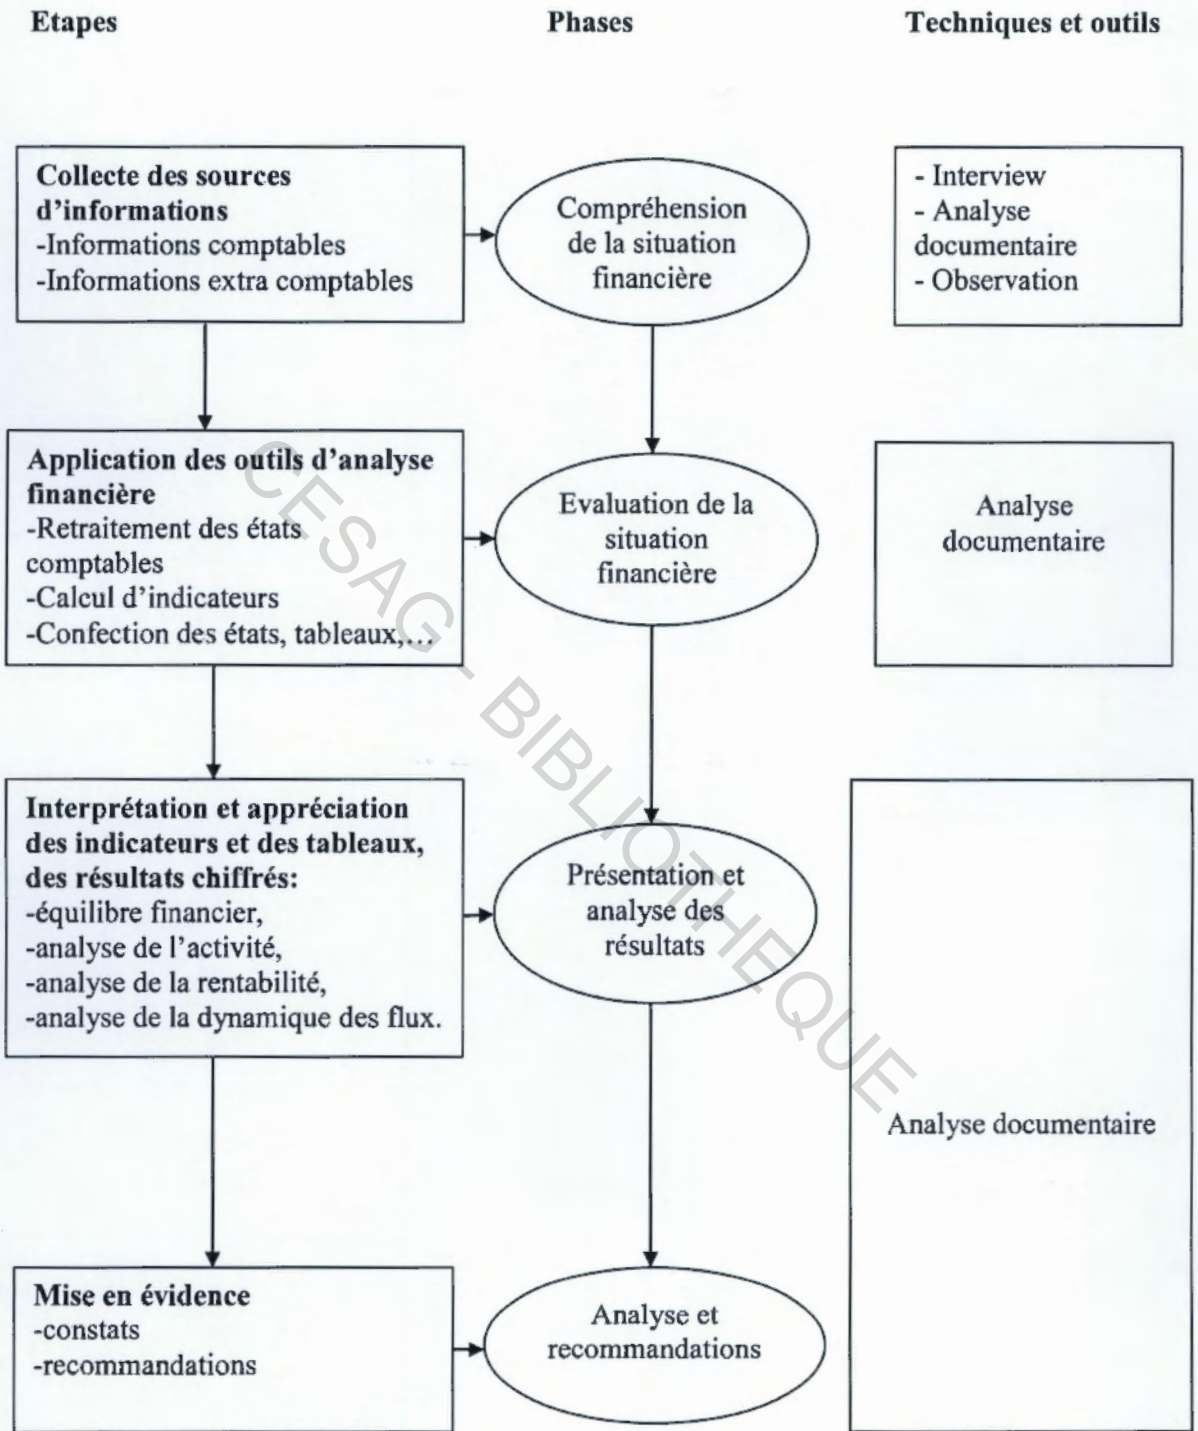 Etapes
Phases
Techniques et outils
Collecte des sources
d'informations
-Informations comptables
-Informations extra comptables
Compréhension
de la situation
financière
- Interview
- Analyse
documentaire
- Observation
Application des outils d'analyse
financière
-Retraitement des états
comptables
-Calcul d'indicateurs
-Confection des états, tableaux,…
Evaluation de la
situation
financière
Analyse
documentaire
Interprétation et appréciation
des indicateurs et des tableaux,
des résultats chiffrés:
-équilibre financier,
-analyse de l'activité,
-analyse de la rentabilité,
-analyse de la dynamique des flux.
Présentation et
analyse des
résultats
Analyse documentaire
Mise en évidence
-constats
-recommandations
Analyse et
recommandations
CESAG - BIBLIOTHEQUE